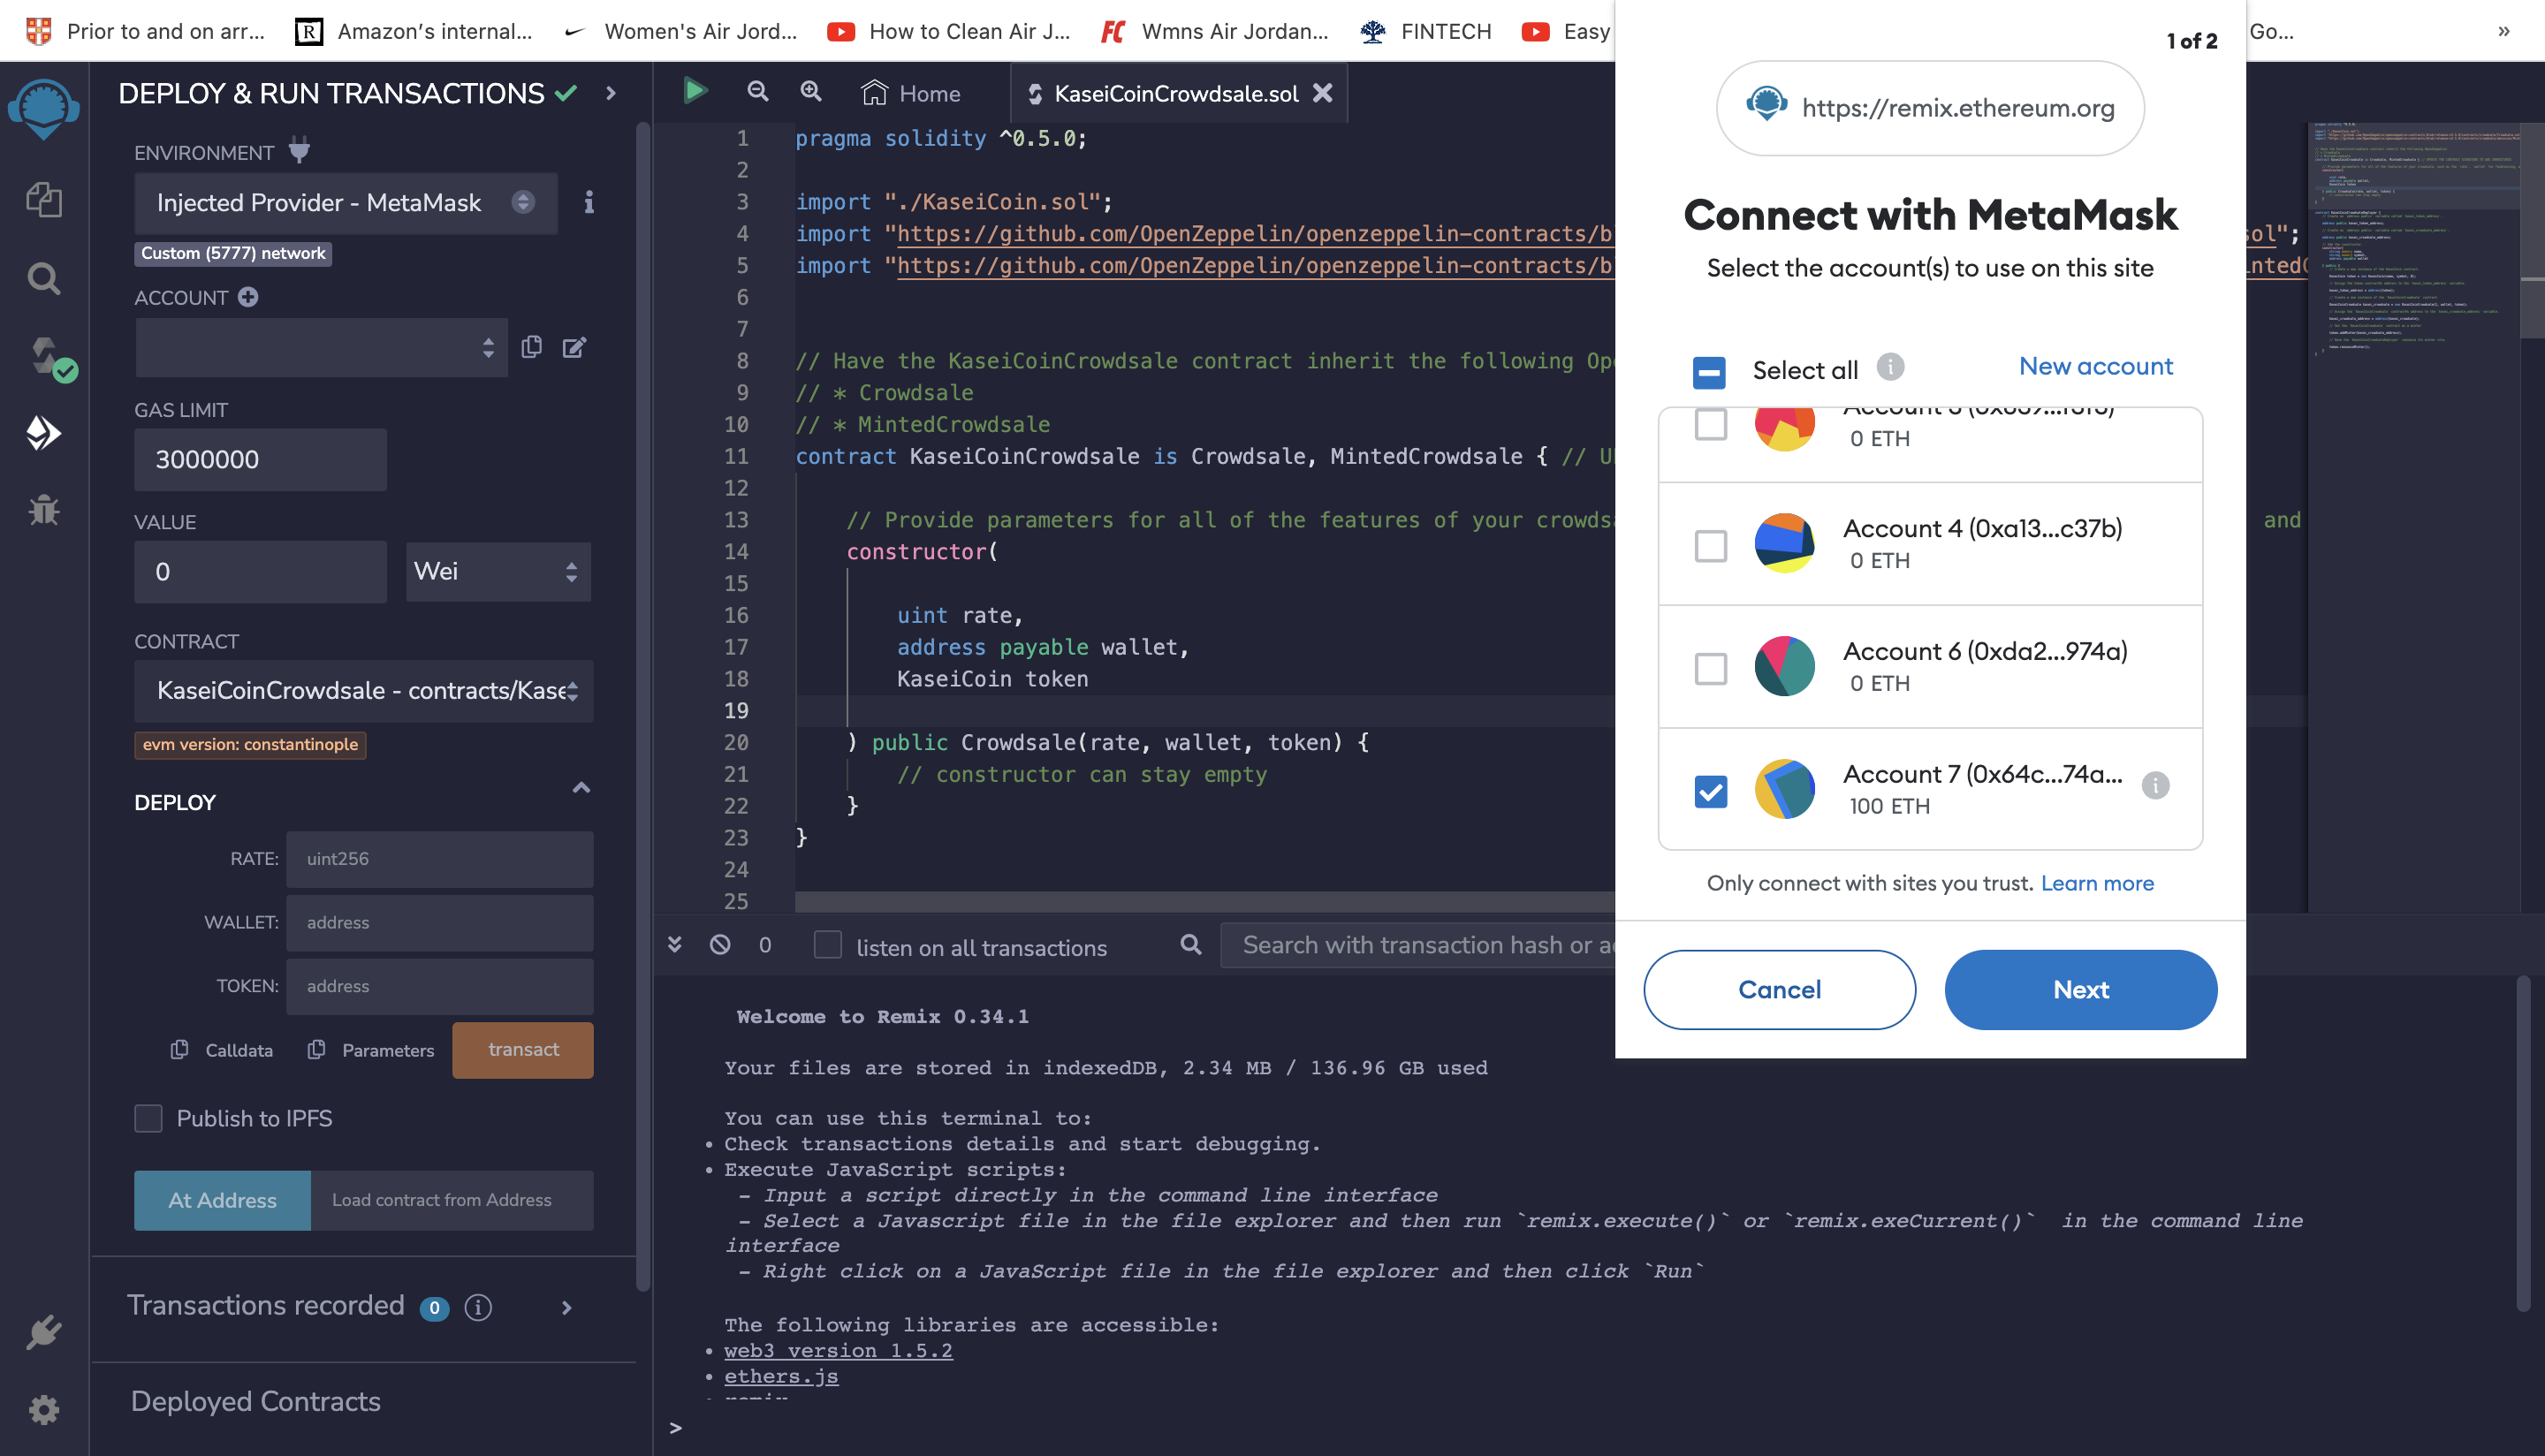 Prior to and on arr...
R Amazon's internal...
Women's Air Jord...
How to Clean Air J...
FC Wmns Air Jordan...
FINTECH
Easy
Go...
»
DEPLOY & RUN TRANSACTIONS
ENVIRONMENT
Injected Provider - MetaMask
Custom (5777) network
ACCOUNT
GAS LIMIT
3000000
VALUE
0
Wei
CONTRACT
KaseiCoinCrowdsale - contracts/Kase
evm version: constantinople
DEPLOY
RATE: uint256
WALLET: address
TOKEN: address
Calldata
Parameters
transact
Publish to IPFS
At Address
Load contract from Address
Transactions recorded 0 i
Deployed Contracts
Home
KaseiCoinCrowdsale.sol
1 pragma solidity ^0.5.0;
2
3 import "./KaseiCoin.sol";
4 import "https://github.com/OpenZeppelin/openzeppelin-contracts/b sol";
5 import "https://github.com/OpenZeppelin/openzeppelin-contracts/b
6
7
8 // Have the KaseiCoinCrowdsale contract inherit the following Op
9 // * Crowdsale
10 // * MintedCrowdsale
11 contract KaseiCoinCrowdsale is Crowdsale, MintedCrowdsale { // U
12
13 // Provide parameters for all of the features of your crowds and
14 constructor(
15
16 uint rate,
17 address payable wallet,
18 KaseiCoin token
19
20 ) public Crowdsale(rate, wallet, token) {
21 // constructor can stay empty
22 }
23 }
24
25
0
listen on all transactions
Search with transaction hash or a
Welcome to Remix 0.34.1
Your files are stored in indexedDB, 2.34 MB / 136.96 GB used
You can use this terminal to:
• Check transactions details and start debugging.
• Execute JavaScript scripts:
- Input a script directly in the command line interface
- Select a Javascript file in the file explorer and then run `remix.execute()` or `remix.exeCurrent()` in the command line
interface
- Right click on a JavaScript file in the file explorer and then click `Run`
The following libraries are accessible:
• web3 version 1.5.2
• ethers.js
>
1 of 2
https://remix.ethereum.org
Connect with MetaMask
Select the account(s) to use on this site
Select all
New account
0 ETH
Account 4 (0xa13...c37b)
0 ETH
Account 6 (0xda2...974a)
0 ETH
Account 7 (0x64c...74a...
100 ETH
Only connect with sites you trust. Learn more
Cancel
Next